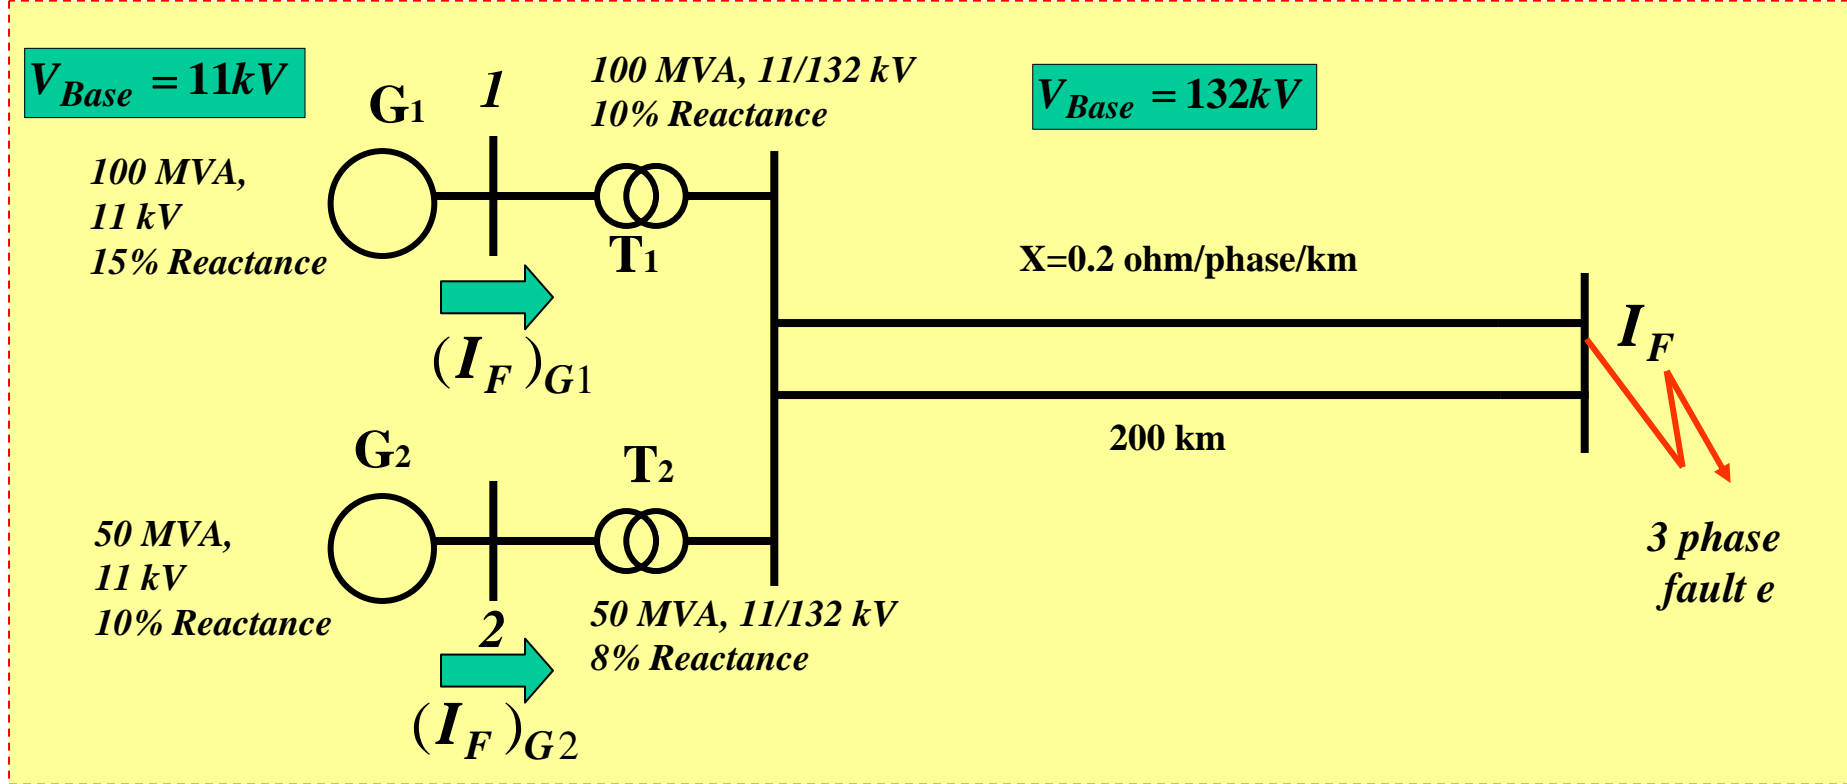 V_Base = 11kV
G1
1
100 MVA, 11/132 kV
10% Reactance
V_Base = 132kV
100 MVA,
11 kV
15% Reactance
T1
X=0.2 ohm/phase/km
(I_F)_G1
I_F
G2
T2
200 km
50 MVA,
11 kV
10% Reactance
2
50 MVA, 11/132 kV
8% Reactance
3 phase
fault e
(I_F)_G2